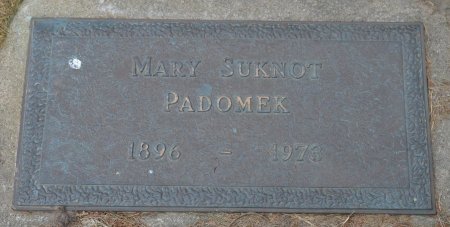 MARY SUKNOT
PADOMEK
1896 - 1973